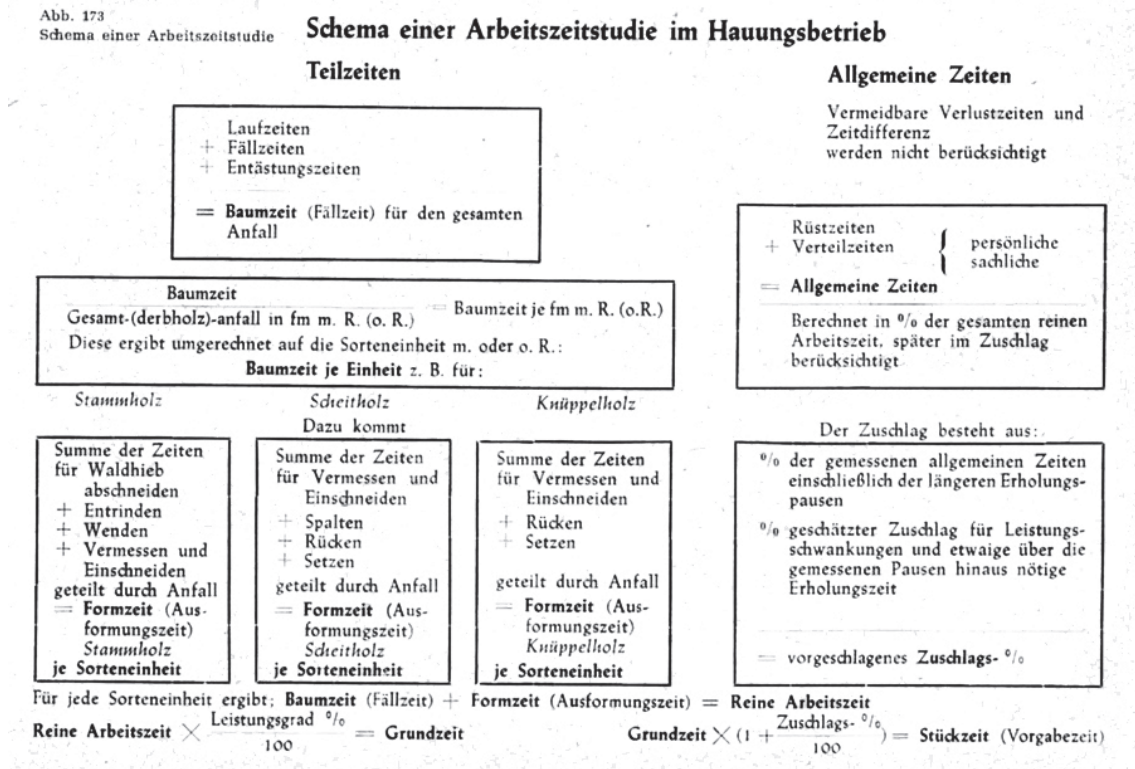 Abb. 173
Schema einer Arbeitszeitstudie
Schema einer Arbeitszeitstudie im Hauungsbetrieb
Teilzeiten
Laufzeiten
+ Fällzeiten
+ Entästungszeiten
= Baumzeit (Fällzeit) für den gesamten
Anfall
Baumzeit
Gesamt-(derbholz)-anfall in fm m. R. (o. R.)
= Baumzeit je fm m. R. (o.R.)
Diese ergibt umgerechnet auf die Sorteneinheit m. oder o. R.:
Baumzeit je Einheit z. B. für:
Stammholz
Summe der Zeiten
für Waldhieb
abschneiden
+ Entrinden
+ Wenden
+ Vermessen und
Einschneiden
geteilt durch Anfall
= Formzeit (Aus-
formungszeit)
Stammholz
je Sorteneinheit
Scheitholz
Dazu kommt
Summe der Zeiten
für Vermessen und
Einschneiden
+ Spalten
+ Rücken
+ Setzen
geteilt durch Anfall
= Formzeit (Aus-
formungszeit)
Scheitholz
je Sorteneinheit
Knüppelholz
Summe der Zeiten
für Vermessen und
Einschneiden
+ Rücken
+ Setzen
geteilt durch Anfall
= Formzeit (Aus-
formungszeit)
Knüppelholz
je Sorteneinheit
Allgemeine Zeiten
Vermeidbare Verlustzeiten und
Zeitdifferenz
werden nicht berücksichtigt
Rüstzeiten
+ Verteilzeiten { persönliche
sachliche
= Allgemeine Zeiten
Berechnet in % der gesamten reinen
Arbeitszeit, später im Zuschlag
berücksichtigt
Der Zuschlag besteht aus:
% der gemessenen allgemeinen Zeiten
einschließlich der längeren Erholungs-
pausen
% geschätzter Zuschlag für Leistungs-
schwankungen und etwaige über die
gemessenen Pausen hinaus nötige
Erholungszeit
= vorgeschlagenes Zuschlags- %
Für jede Sorteneinheit ergibt: Baumzeit (Fällzeit) + Formzeit (Ausformungszeit) = Reine Arbeitszeit
Reine Arbeitszeit × Leistungsgrad % / 100 = Grundzeit
Grundzeit × (1 + Zuschlags- % / 100) = Stückzeit (Vorgabezeit)